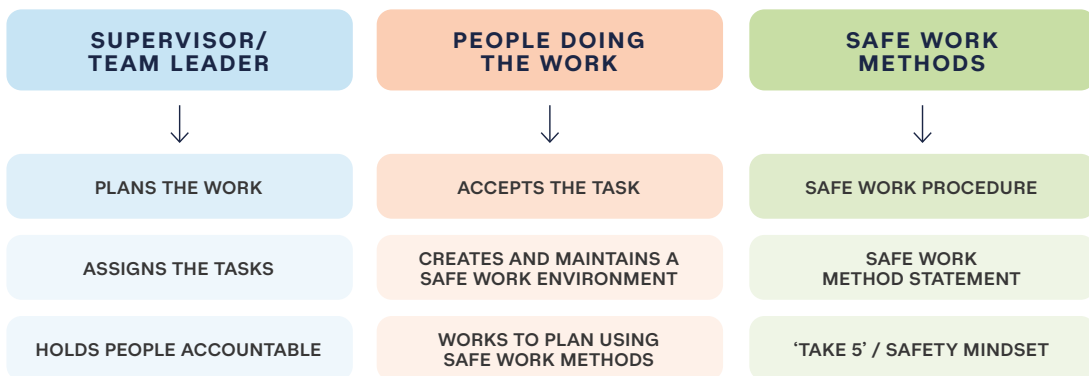 SUPERVISOR/
TEAM LEADER
PLANS THE WORK
ASSIGNS THE TASKS
HOLDS PEOPLE ACCOUNTABLE
PEOPLE DOING
THE WORK
ACCEPTS THE TASK
CREATES AND MAINTAINS A
SAFE WORK ENVIRONMENT
WORKS TO PLAN USING
SAFE WORK METHODS
SAFE WORK
METHODS
SAFE WORK PROCEDURE
SAFE WORK
METHOD STATEMENT
‘TAKE 5’ / SAFETY MINDSET